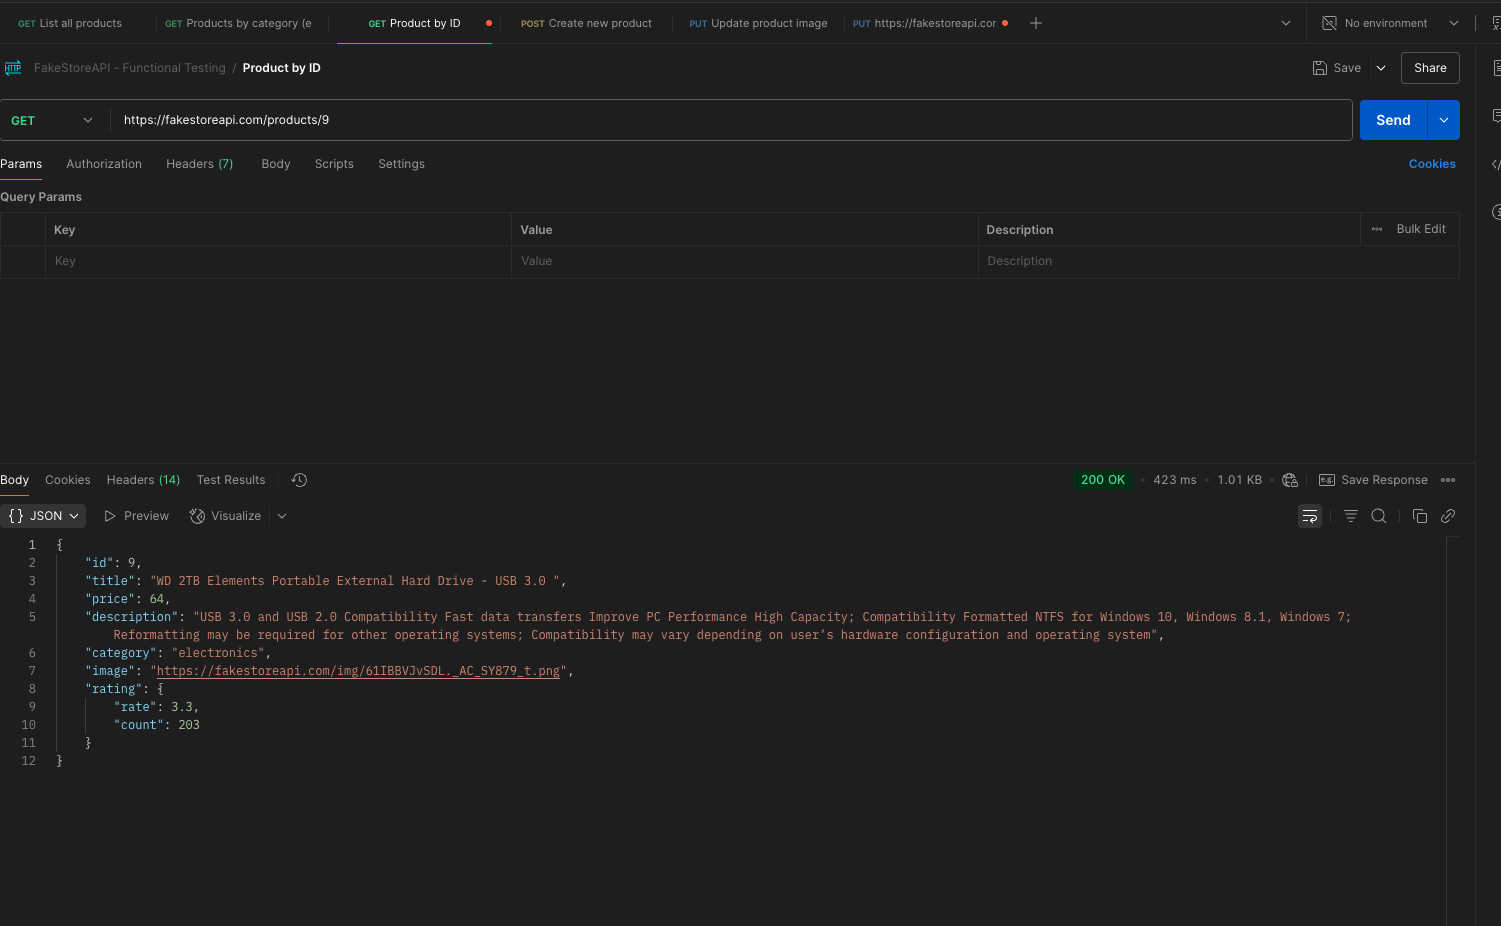 GET List all products GET Products by category (e GET Product by ID POST Create new product PUT Update product image PUT https://fakestoreapi.cor No environment
HTTP FakeStoreAPI - Functional Testing / Product by ID Save Share
GET https://fakestoreapi.com/products/9 Send
Params Authorization Headers (7) Body Scripts Settings Cookies
Query Params
Key Value Description Bulk Edit
Key Value Description
Body Cookies Headers (14) Test Results 200 OK 423 ms 1.01 KB e.g. Save Response
{} JSON Preview Visualize
1 {
2 "id": 9,
3 "title": "WD 2TB Elements Portable External Hard Drive - USB 3.0 ",
4 "price": 64,
5 "description": "USB 3.0 and USB 2.0 Compatibility Fast data transfers Improve PC Performance High Capacity; Compatibility Formatted NTFS for Windows 10, Windows 8.1, Windows 7;
Reformatting may be required for other operating systems; Compatibility may vary depending on user’s hardware configuration and operating system",
6 "category": "electronics",
7 "image": "https://fakestoreapi.com/img/61IBBVJvSDL._AC_SY879_t.png",
8 "rating": {
9 "rate": 3.3,
10 "count": 203
11 }
12 }